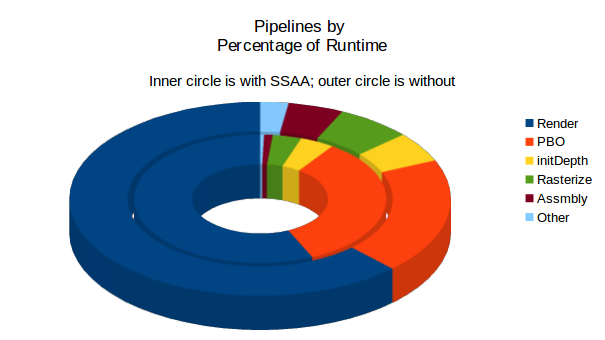 Pipelines by
Percentage of Runtime
Inner circle is with SSAA; outer circle is without
Render
PBO
initDepth
Rasterize
Assmbly
Other